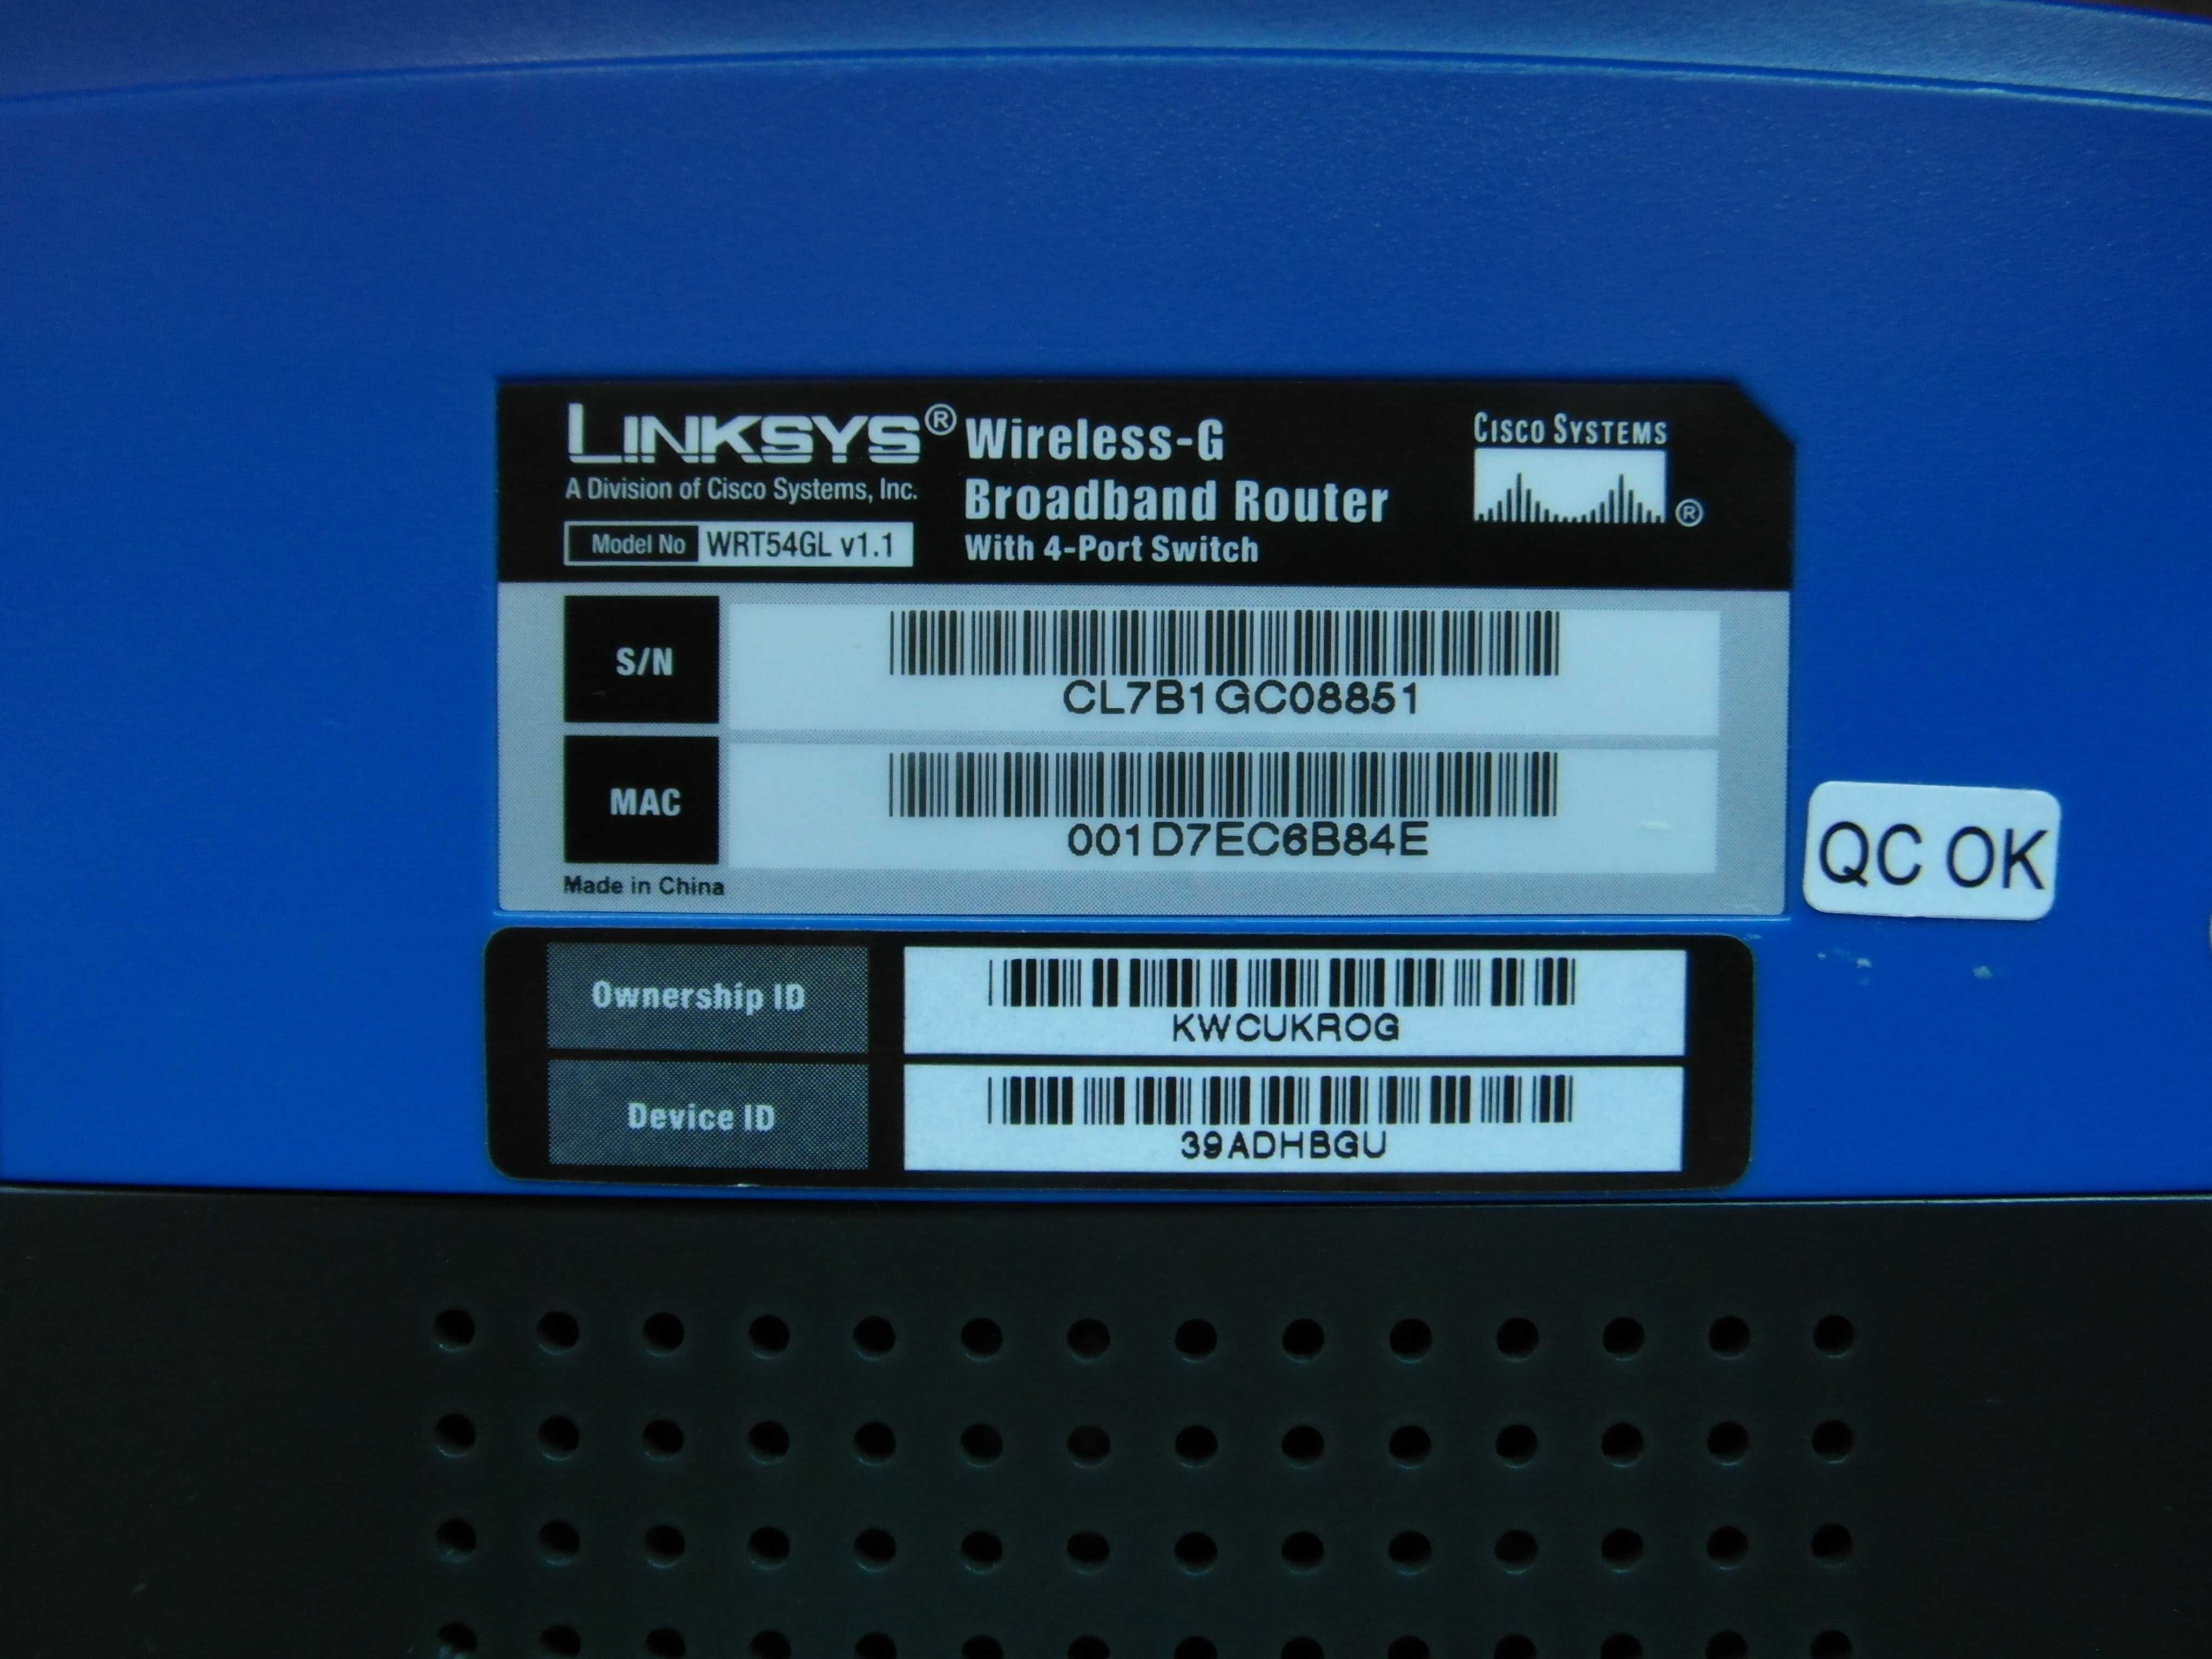 LINKSYS® Wireless-G
Broadband Router
With 4-Port Switch
A Division of Cisco Systems, Inc.
Model No WRT54GL v1.1
CISCO SYSTEMS
®
S/N
CL7B1GC08851
MAC
001D7EC6B84E
Made in China
QC OK
Ownership ID
KWCUKROG
Device ID
39ADHBGU